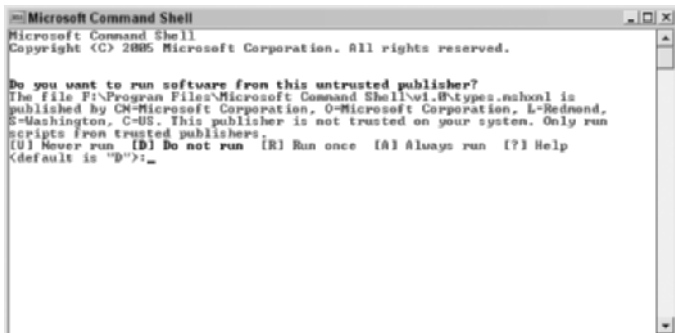 Microsoft Command Shell
Microsoft Command Shell
Copyright (C) 2005 Microsoft Corporation. All rights reserved.
Do you want to run software from this untrusted publisher?
The file F:\Program Files\Microsoft Command Shell\v1.0\types.mshxml is
published by CN=Microsoft Corporation, O=Microsoft Corporation, L=Redmond,
S=Washington, C=US. This publisher is not trusted on your system. Only run
scripts from trusted publishers.
[V] Never run  [D] Do not run  [R] Run once  [A] Always run  [?] Help
(default is "D"):_